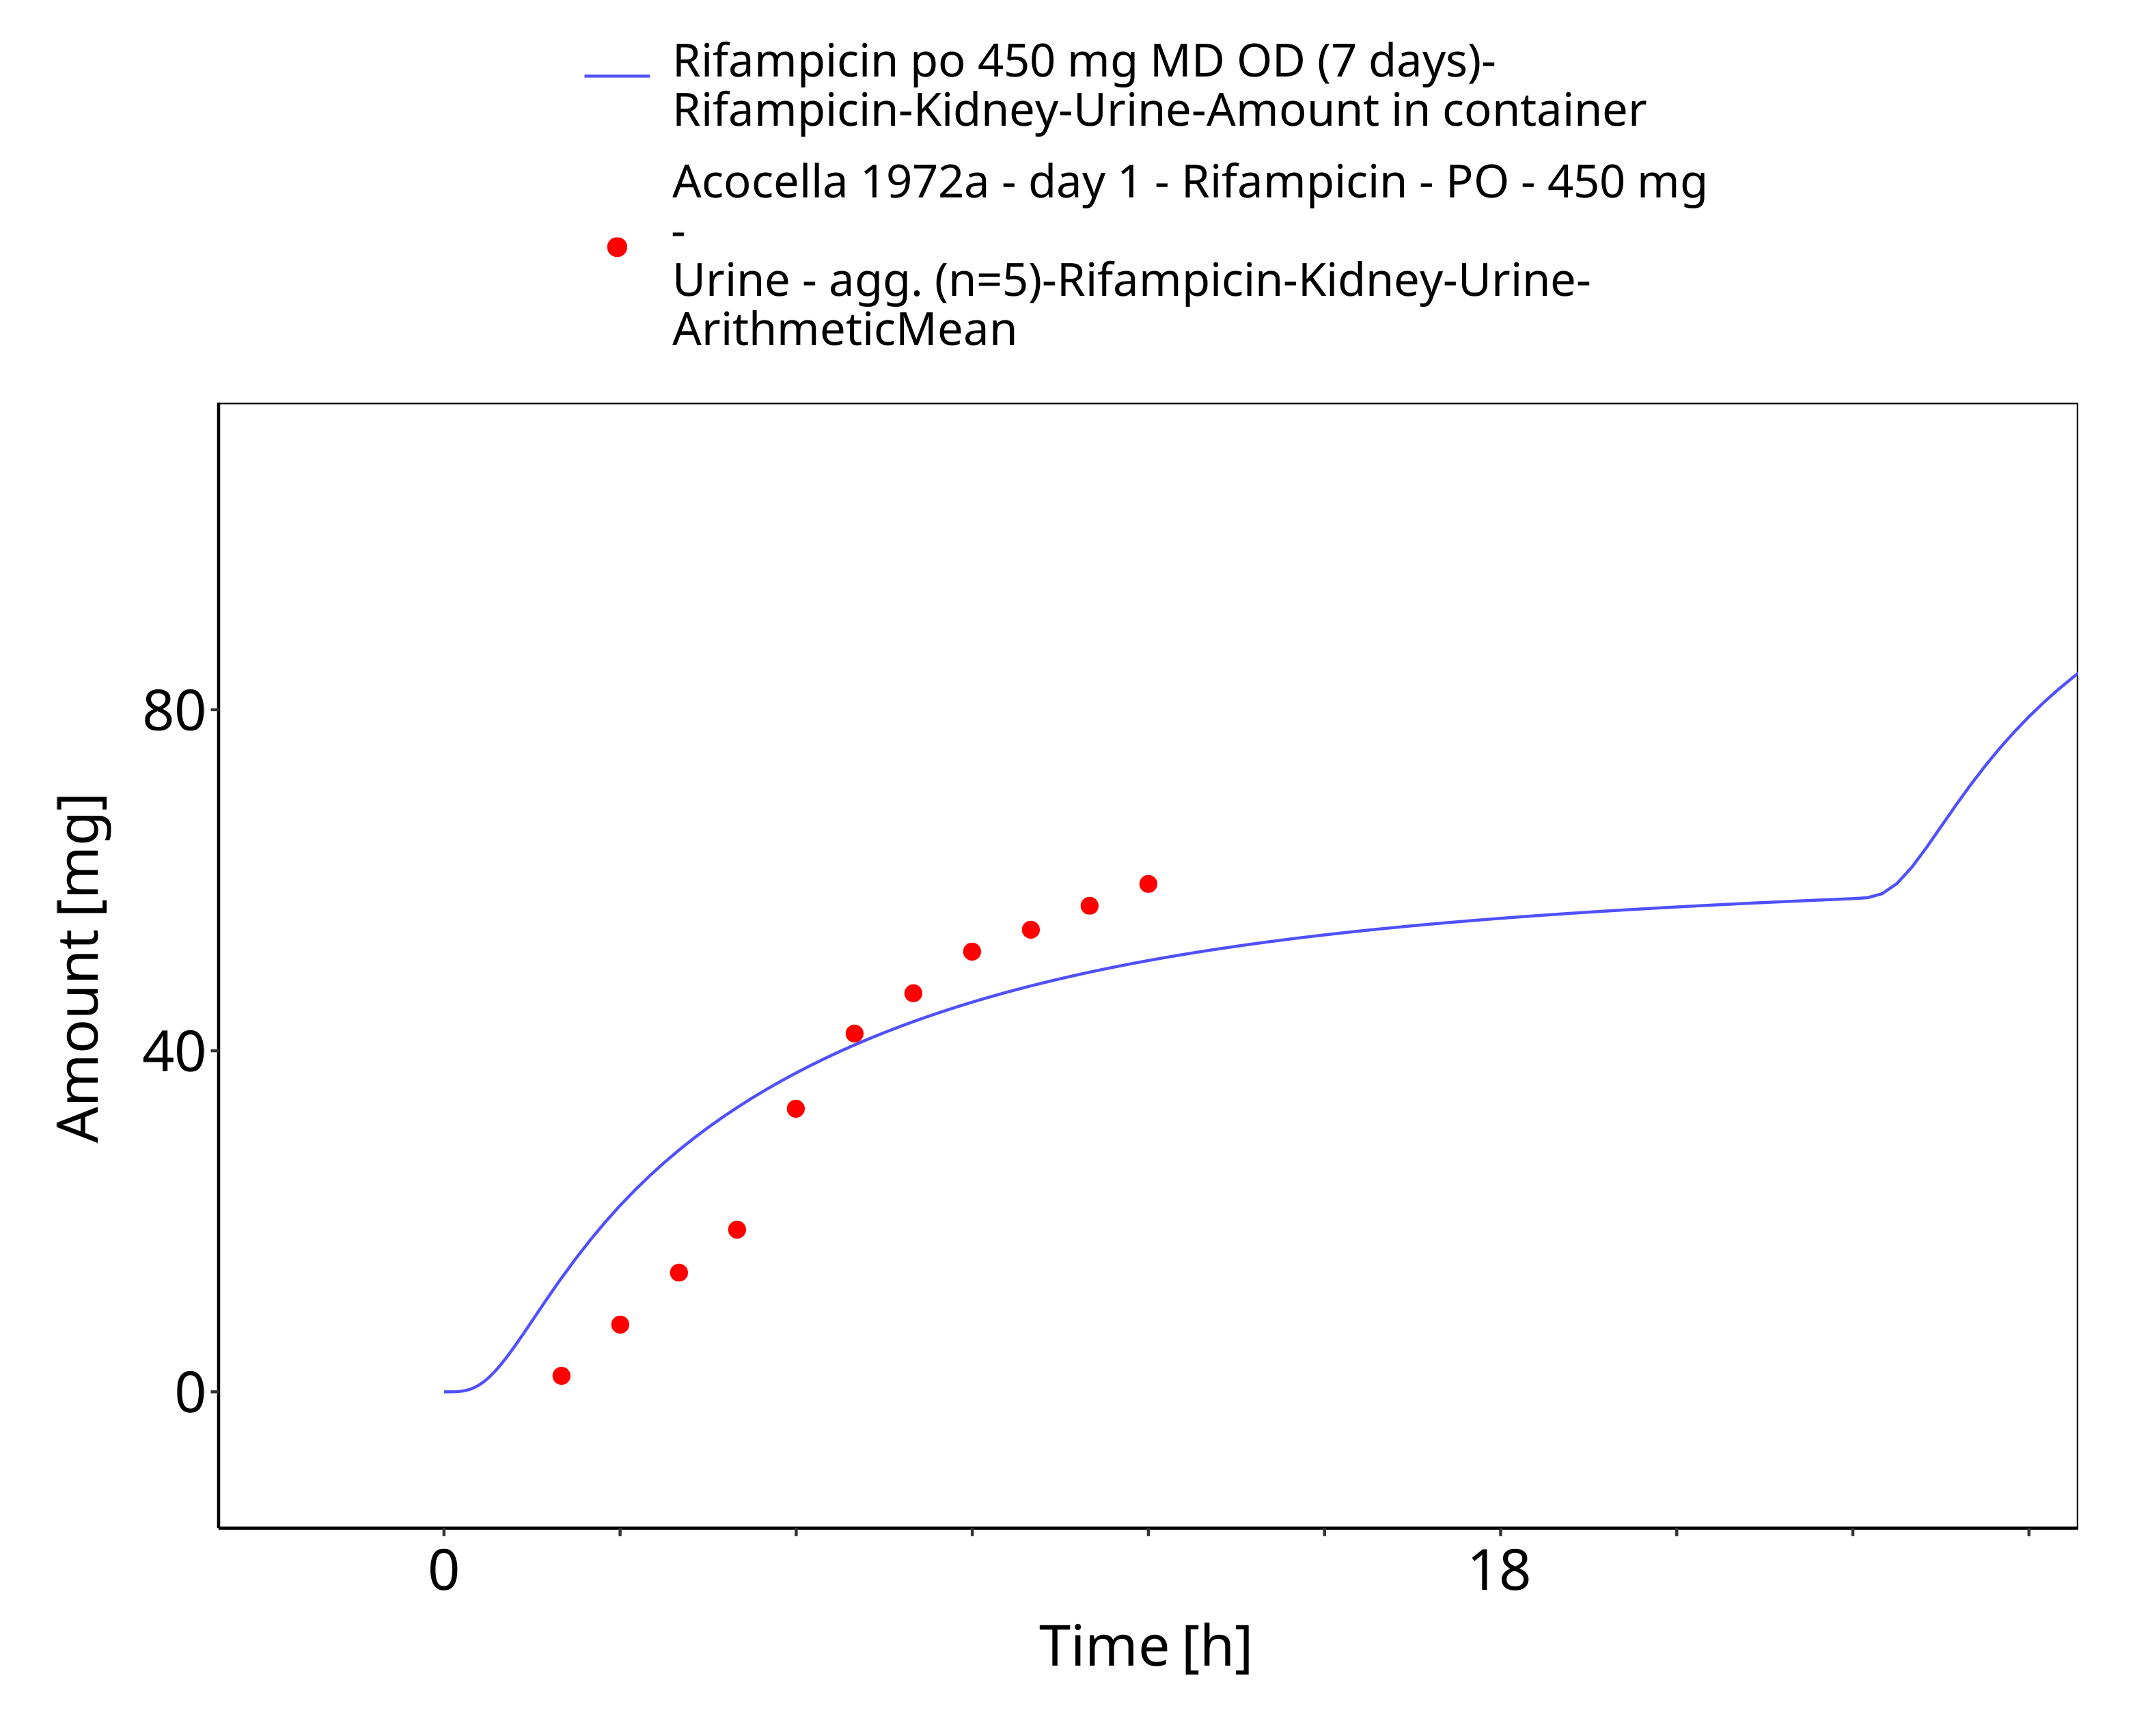 Rifampicin po 450 mg MD OD (7 days)-
Rifampicin-Kidney-Urine-Amount in container
Acocella 1972a - day 1 - Rifampicin - PO - 450 mg
-
Urine - agg. (n=5)-Rifampicin-Kidney-Urine-
ArithmeticMean
80
40
0
Amount [mg]
0 18
Time [h]